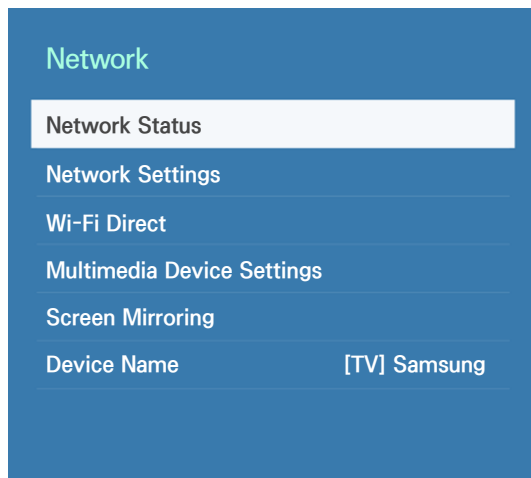 Network
Network Status
Network Settings
Wi-Fi Direct
Multimedia Device Settings
Screen Mirroring
Device Name [TV] Samsung